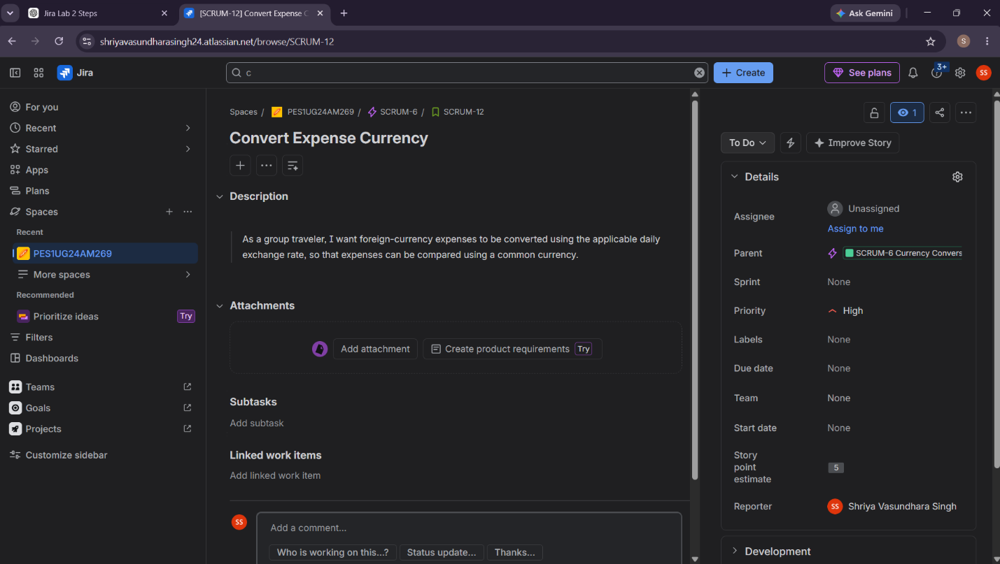 Jira Lab 2 Steps
[SCRUM-12] Convert Expense C
Ask Gemini
shriyavasundharasingh24.atlassian.net/browse/SCRUM-12
S
Jira
c
Create
See plans
3+
SS
For you
Recent
Starred
Apps
Plans
Spaces
Recent
PES1UG24AM269
More spaces
Recommended
Prioritize ideas
Try
Filters
Dashboards
Teams
Goals
Projects
Customize sidebar
Spaces / PES1UG24AM269 / SCRUM-6 / SCRUM-12
Convert Expense Currency
Description
As a group traveler, I want foreign-currency expenses to be converted using the applicable daily
exchange rate, so that expenses can be compared using a common currency.
Attachments
Add attachment
Create product requirements Try
Subtasks
Add subtask
Linked work items
Add linked work item
SS
Add a comment...
Who is working on this...?
Status update...
Thanks...
1
To Do
Improve Story
Details
Assignee
Unassigned
Assign to me
Parent
SCRUM-6 Currency Convers
Sprint
None
Priority
High
Labels
None
Due date
None
Team
None
Start date
None
Story
point
estimate
5
Reporter
SS
Shriya Vasundhara Singh
Development